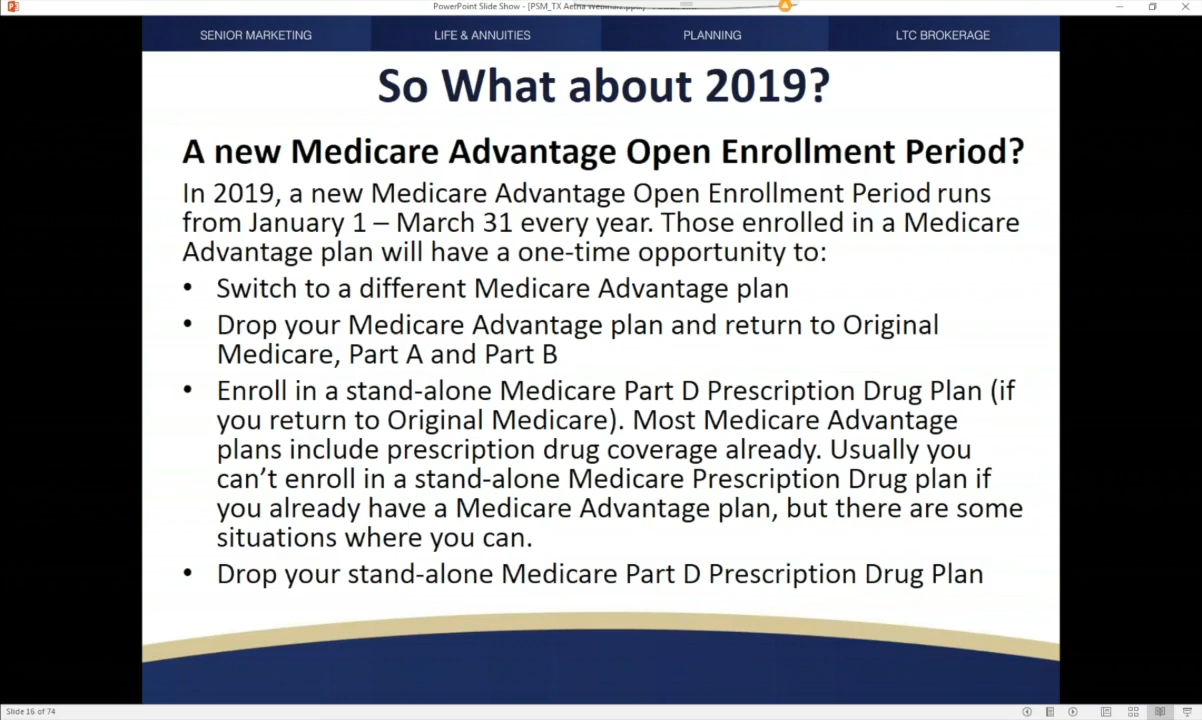 PowerPoint Slide Show - [PSM_TX Aetna
SENIOR MARKETING
LIFE & ANNUITIES
PLANNING
LTC BROKERAGE
So What about 2019?
A new Medicare Advantage Open Enrollment Period?
In 2019, a new Medicare Advantage Open Enrollment Period runs
from January 1 – March 31 every year. Those enrolled in a Medicare
Advantage plan will have a one-time opportunity to:
• Switch to a different Medicare Advantage plan
• Drop your Medicare Advantage plan and return to Original
Medicare, Part A and Part B
• Enroll in a stand-alone Medicare Part D Prescription Drug Plan (if
you return to Original Medicare). Most Medicare Advantage
plans include prescription drug coverage already. Usually you
can’t enroll in a stand-alone Medicare Prescription Drug plan if
you already have a Medicare Advantage plan, but there are some
situations where you can.
• Drop your stand-alone Medicare Part D Prescription Drug Plan
Slide 16 of 74